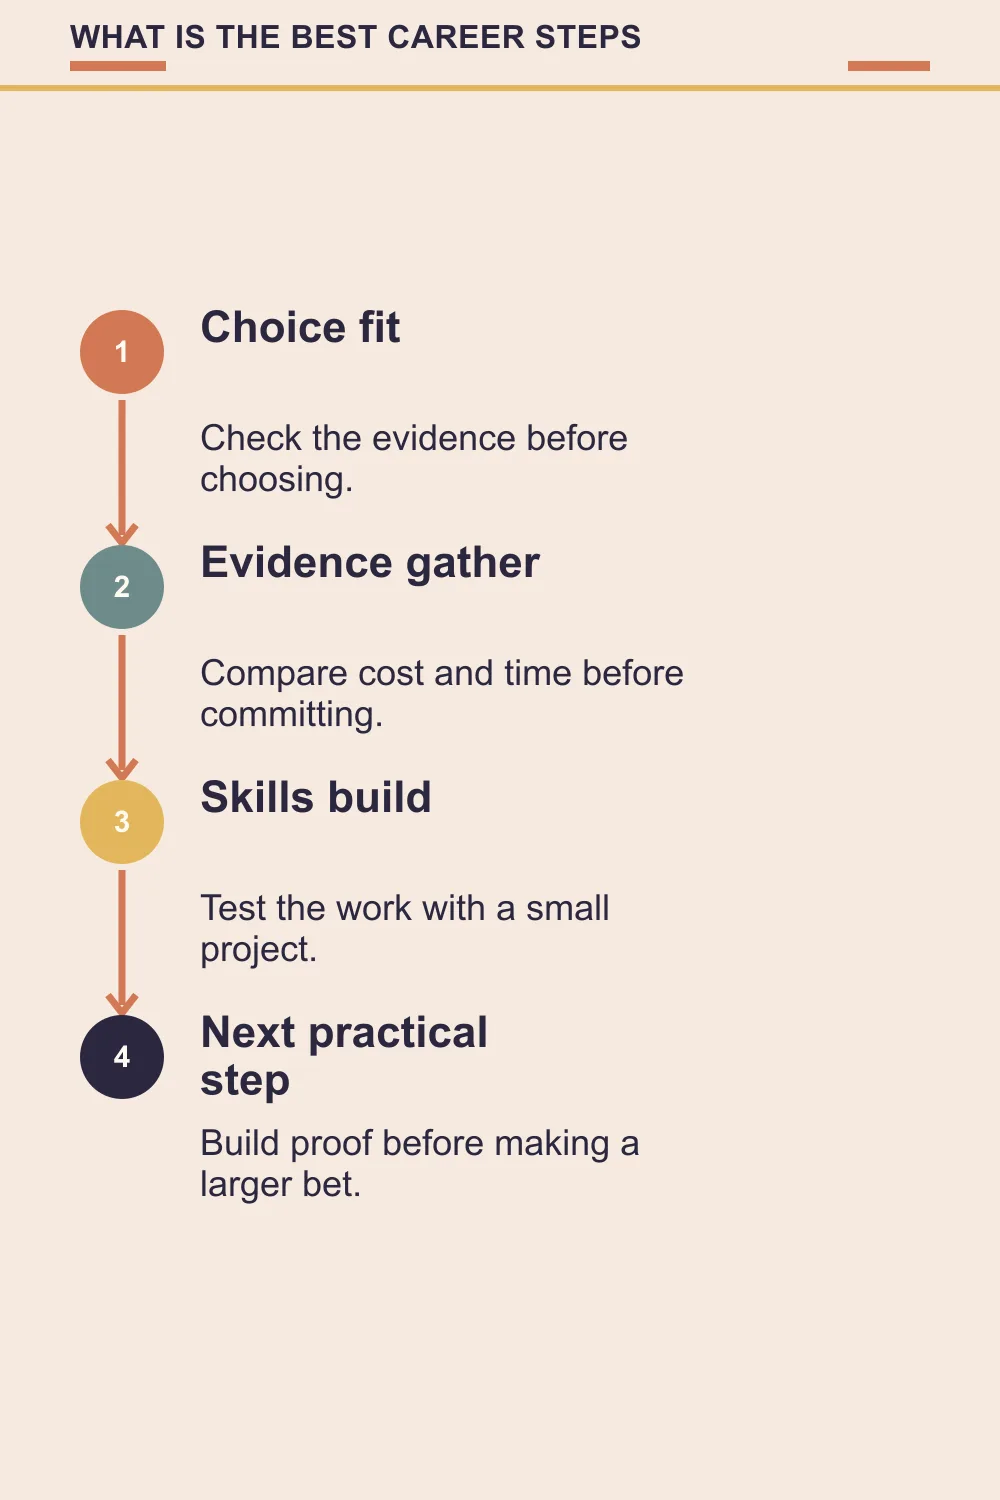 WHAT IS THE BEST CAREER STEPS
1
Choice fit
Check the evidence before
choosing.
2
Evidence gather
Compare cost and time before
committing.
3
Skills build
Test the work with a small
project.
4
Next practical
step
Build proof before making a
larger bet.